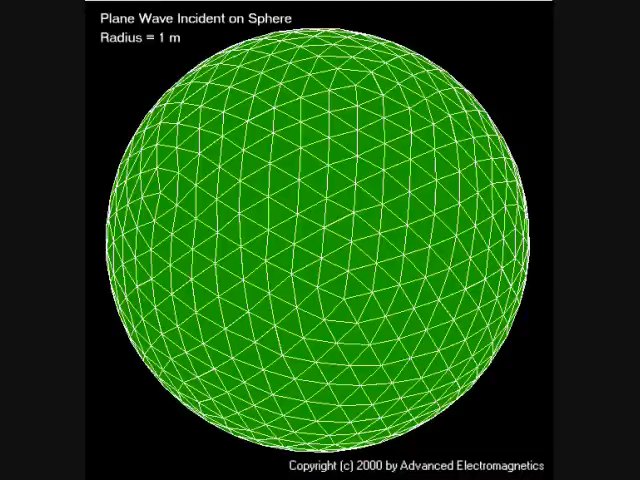 Plane Wave Incident on Sphere
Radius = 1 m
Copyright (c) 2000 by Advanced Electromagnetics